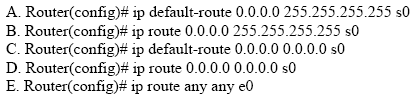 A. Router(config)# ip default-route 0.0.0.0 255.255.255.255 s0
B. Router(config)# ip route 0.0.0.0 255.255.255.255 s0
C. Router(config)# ip default-route 0.0.0.0 0.0.0.0 s0
D. Router(config)# ip route 0.0.0.0 0.0.0.0 s0
E. Router(config)# ip route any any e0